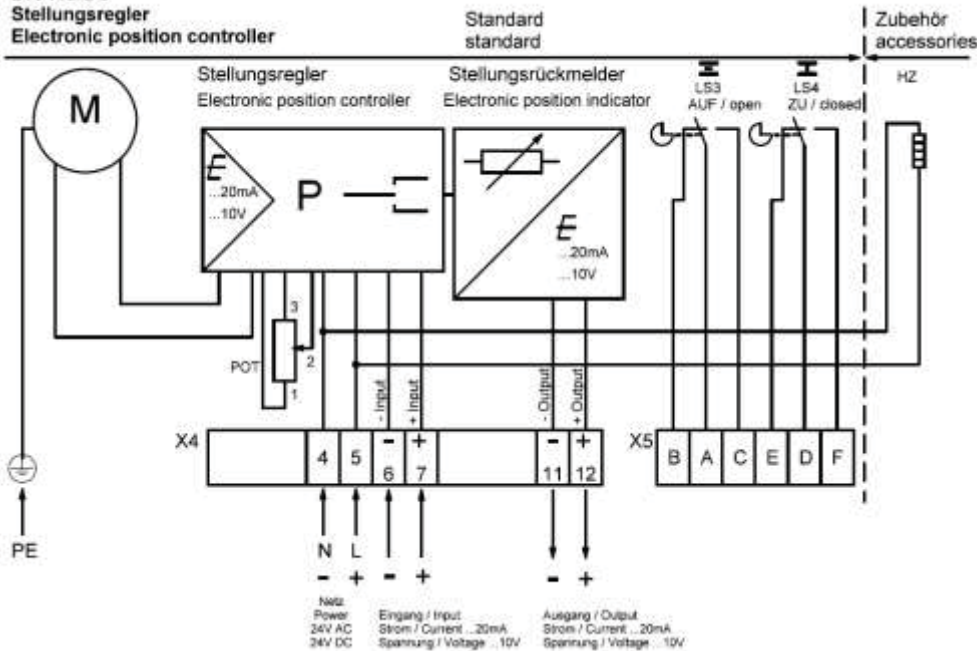 Stellungsregler
Electronic position controller
Standard
standard
Zubehör
accessories
Stellungsregler
Electronic position controller
Stellungsrückmelder
Electronic position indicator
LS3
AUF / open
LS4
ZU / closed
HZ
M
E
...20mA
...10V
P
E
...20mA
...10V
POT
3
2
1
- Input
+ Input
- Output
+ Output
X4
4
5
- 6
+ 7
- 11
+ 12
X5
B A C E D F
PE
N L
- + - +
- +
Netz
Power
24V AC
24V DC
Eingang / Input
Strom / Current ...20mA
Spannung / Voltage ...10V
Ausgang / Output
Strom / Current ...20mA
Spannung / Voltage ...10V